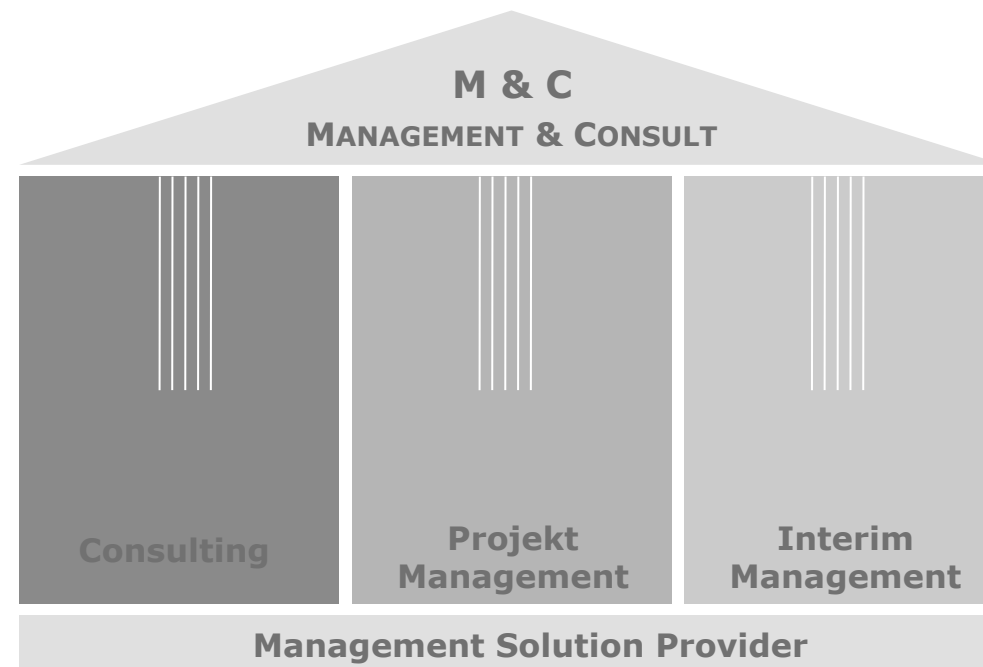 M & C
MANAGEMENT & CONSULT
Consulting
Projekt
Management
Interim
Management
Management Solution Provider